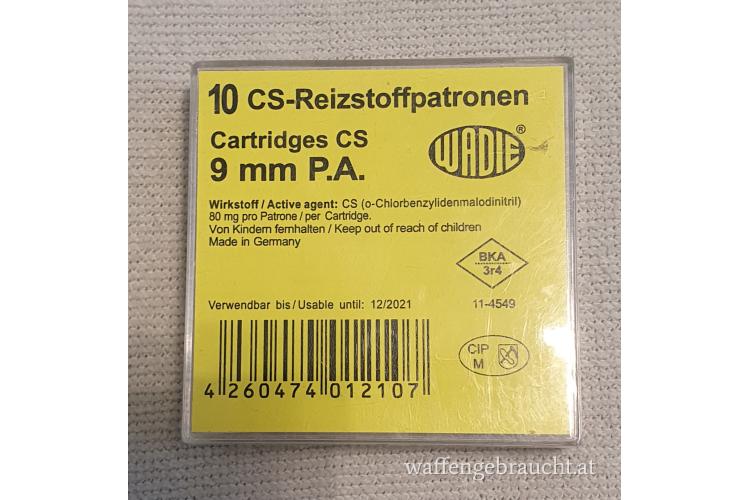 10 CS-Reizstoffpatronen
Cartridges CS
9 mm P.A.
WADIE®
Wirkstoff / Active agent: CS (o-Chlorbenzylidenmalodinitril)
80 mg pro Patrone / per Cartridge.
Von Kindern fernhalten / Keep out of reach of children
Made in Germany
BKA
3r4
Verwendbar bis / Usable until: 12/2021
11-4549
4 260474 012107
CIP
M
waffengebraucht.at